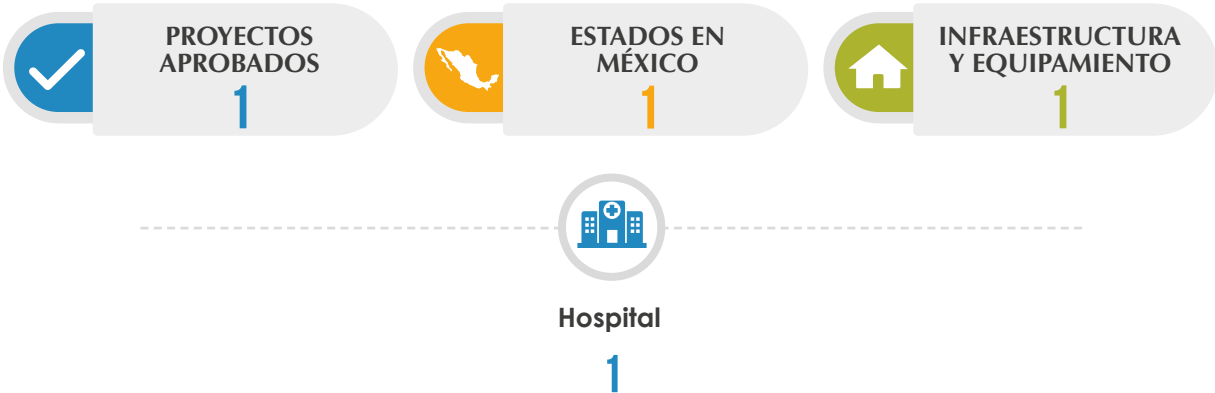 PROYECTOS
APROBADOS
1
ESTADOS EN
MÉXICO
1
INFRAESTRUCTURA
Y EQUIPAMIENTO
1
Hospital
1